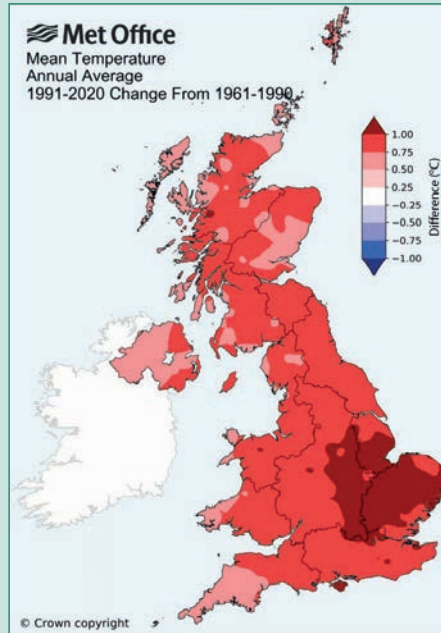 Met Office
Mean Temperature
Annual Average
1991-2020 Change From 1961-1990
1.00
0.75
0.50
0.25
−0.25
−0.50
−0.75
−1.00
Difference (°C)
© Crown copyright